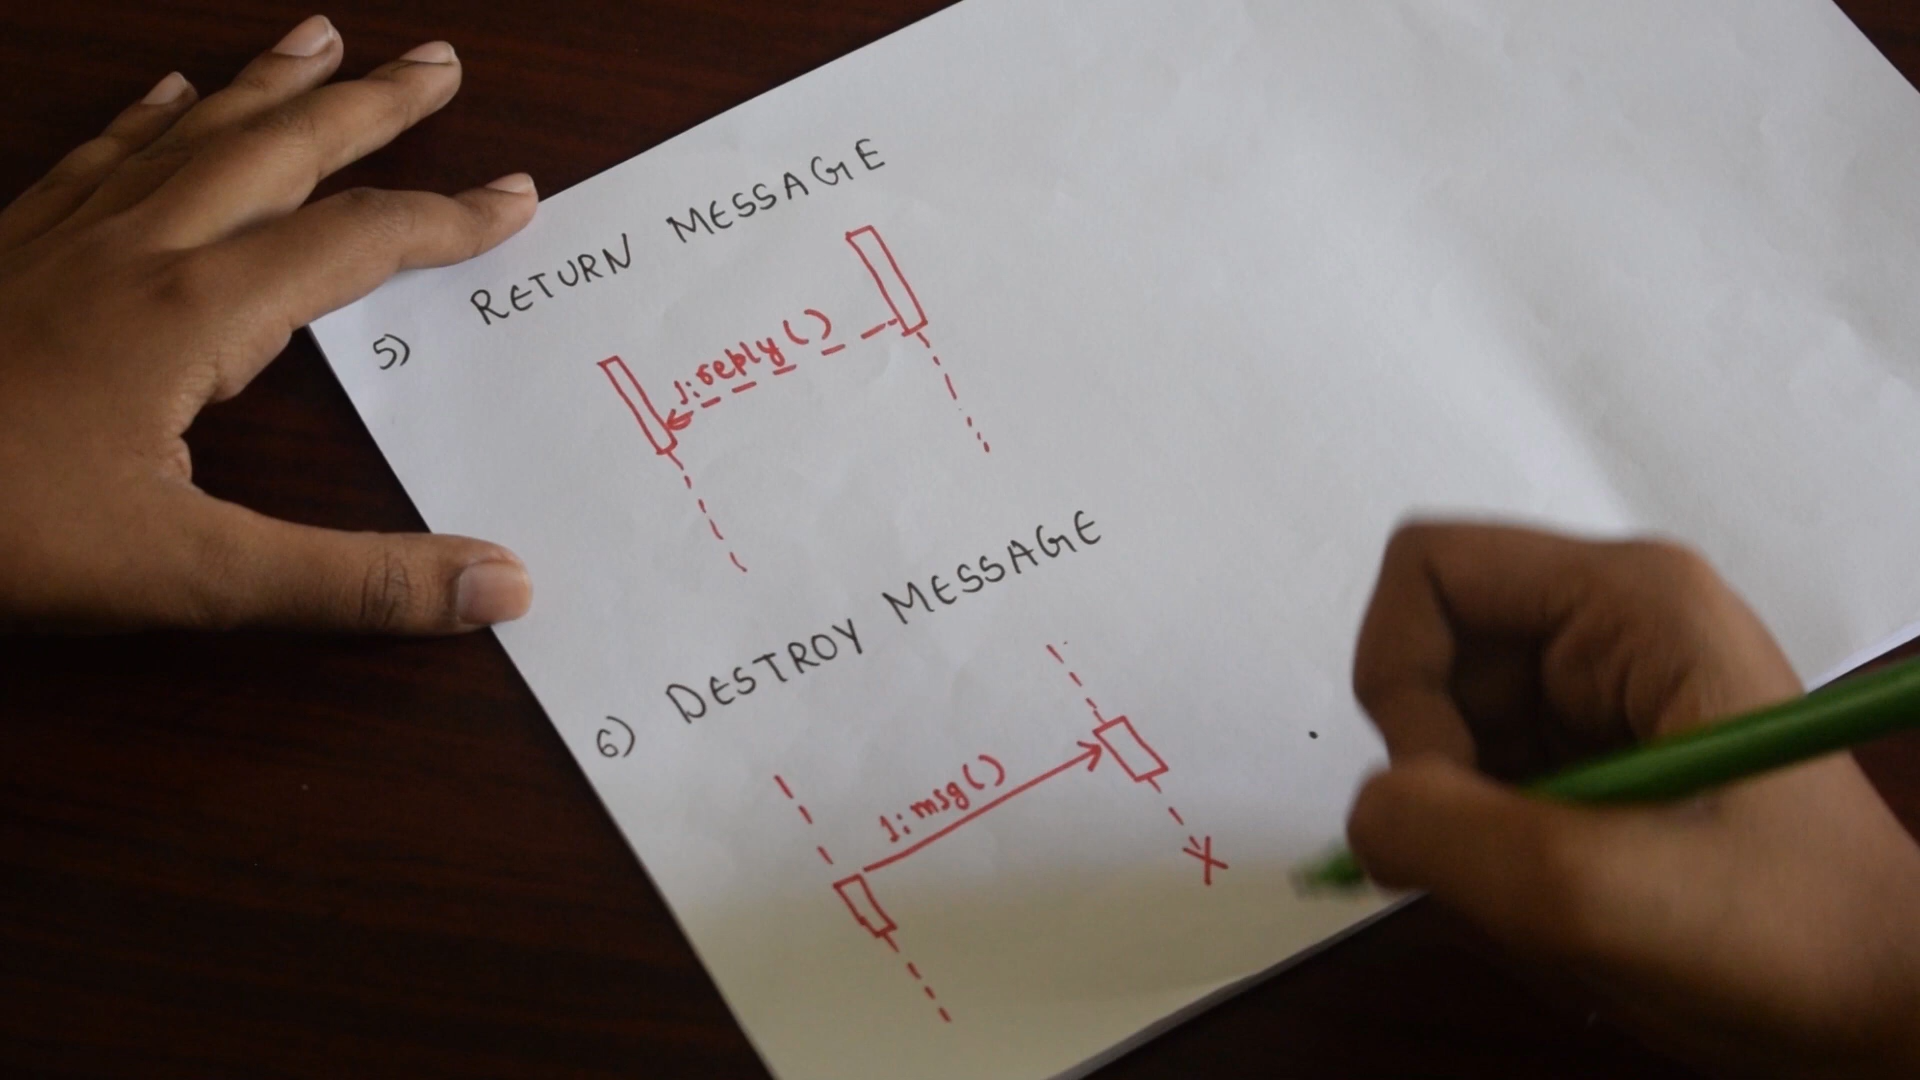 5) RETURN MESSAGE
1: reply()
6) DESTROY MESSAGE
1: msg()
X